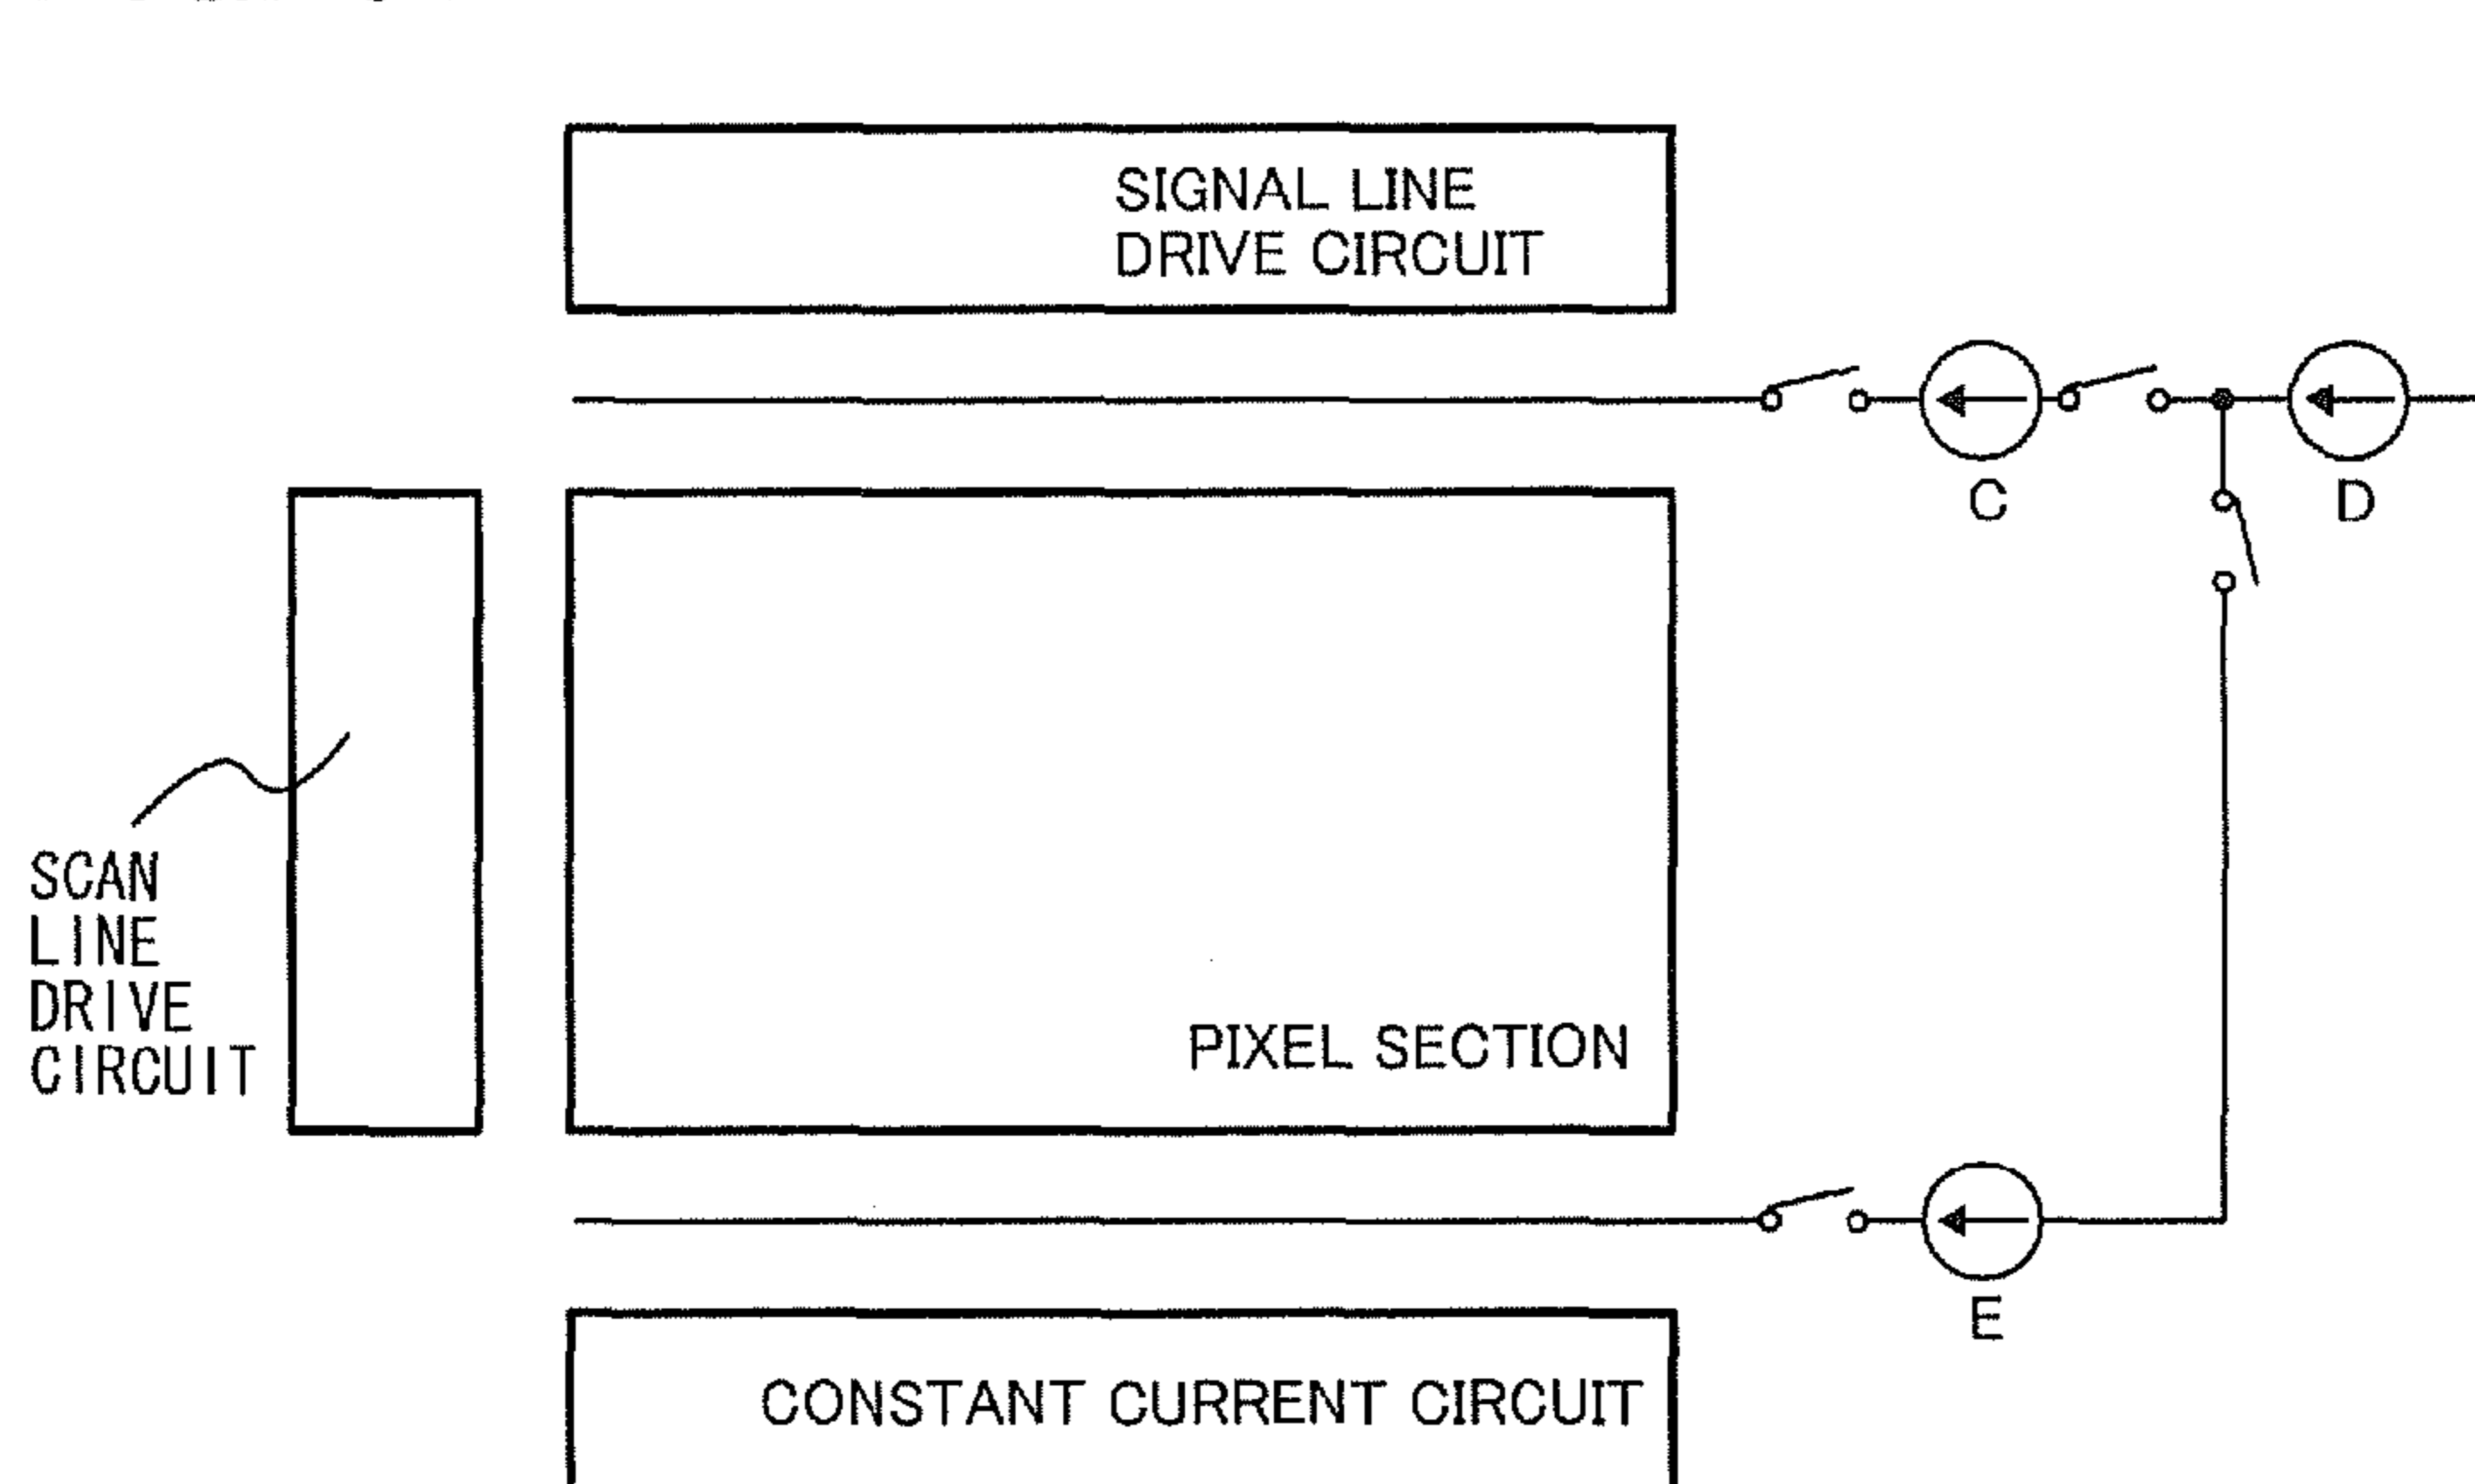 SIGNAL LINE
DRIVE CIRCUIT
C
D
SCAN
LINE
DRIVE
CIRCUIT
PIXEL SECTION
E
CONSTANT CURRENT CIRCUIT